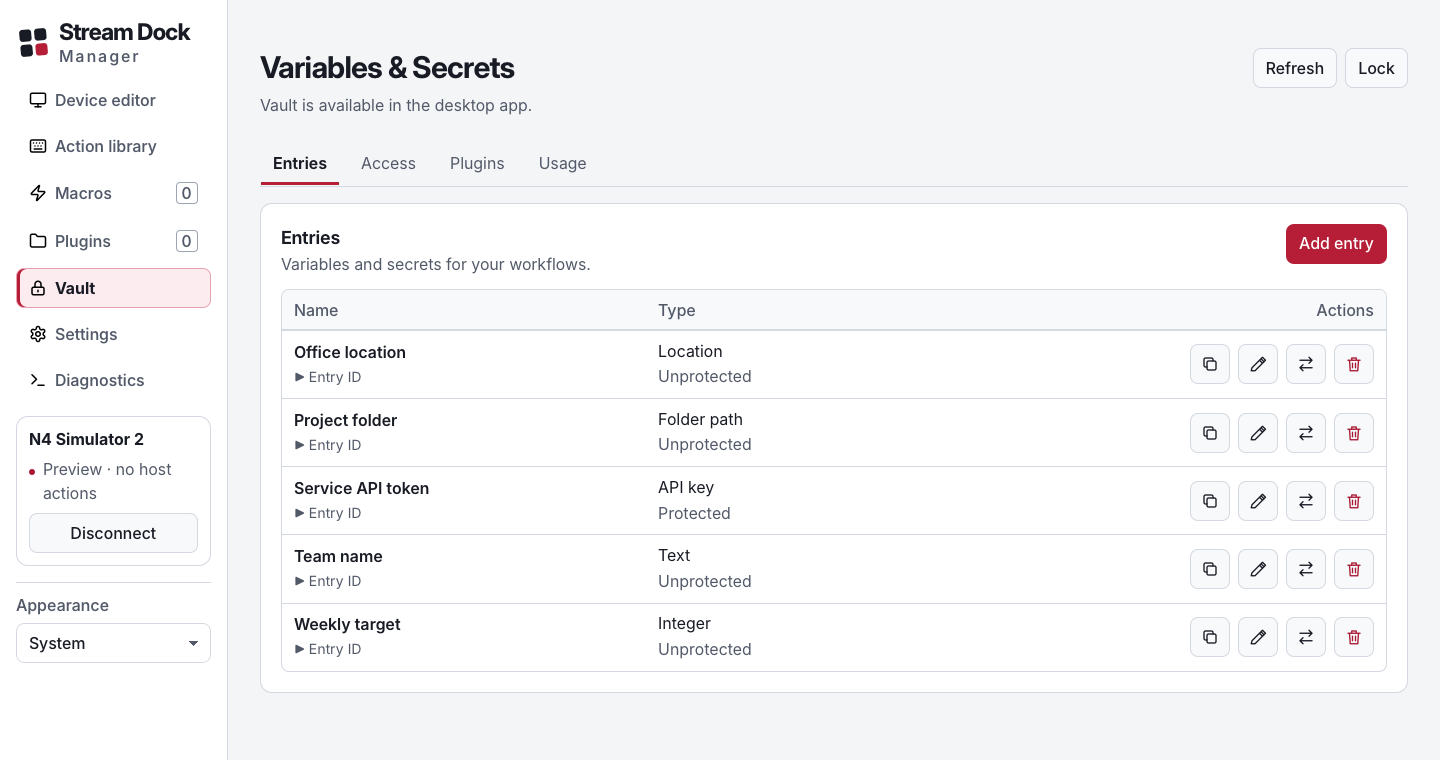 Stream Dock
Manager
Device editor
Action library
Macros 0
Plugins 0
Vault
Settings
Diagnostics
N4 Simulator 2
Preview · no host
actions
Disconnect
Appearance
System
Variables & Secrets
Vault is available in the desktop app.
Refresh Lock
Entries Access Plugins Usage
Entries
Variables and secrets for your workflows.
Add entry
Name Type Actions
Office location Location
Entry ID Unprotected
Project folder Folder path
Entry ID Unprotected
Service API token API key
Entry ID Protected
Team name Text
Entry ID Unprotected
Weekly target Integer
Entry ID Unprotected